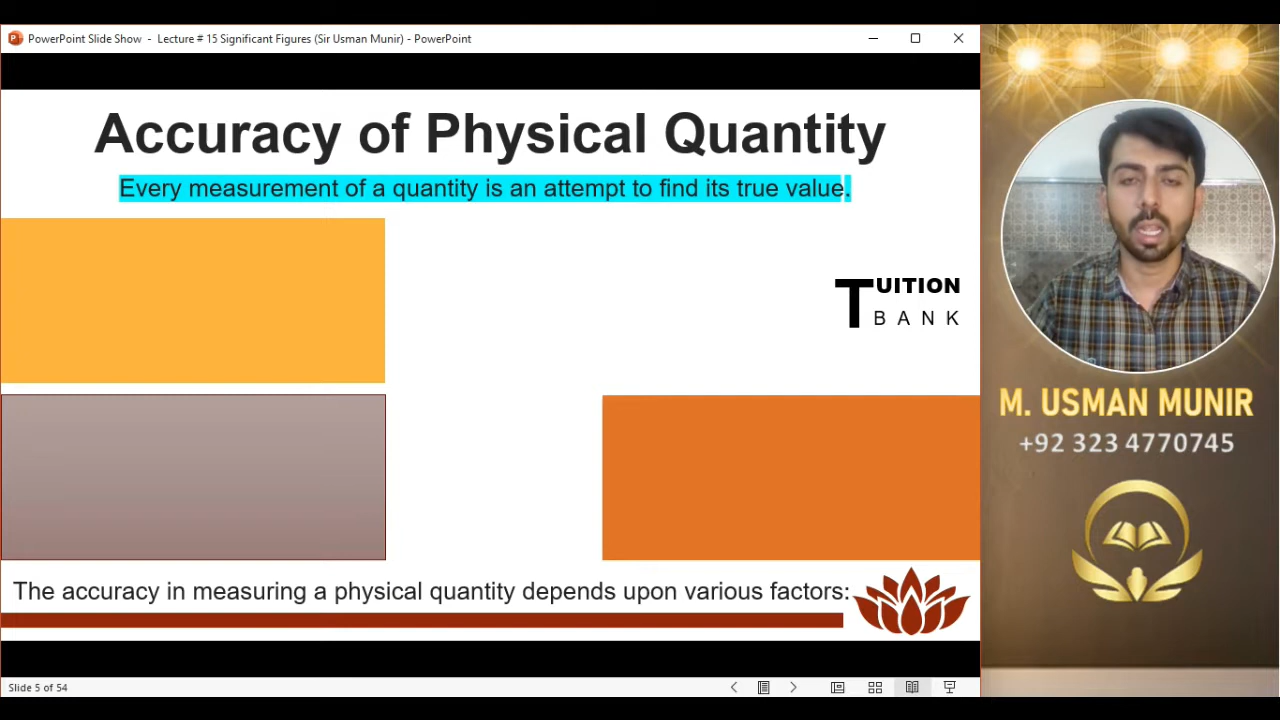 PowerPoint Slide Show - Lecture # 15 Significant Figures (Sir Usman Munir) - PowerPoint
Accuracy of Physical Quantity
Every measurement of a quantity is an attempt to find its true value.
TUITION
BANK
The accuracy in measuring a physical quantity depends upon various factors:
M. USMAN MUNIR
+92 323 4770745
Slide 5 of 54